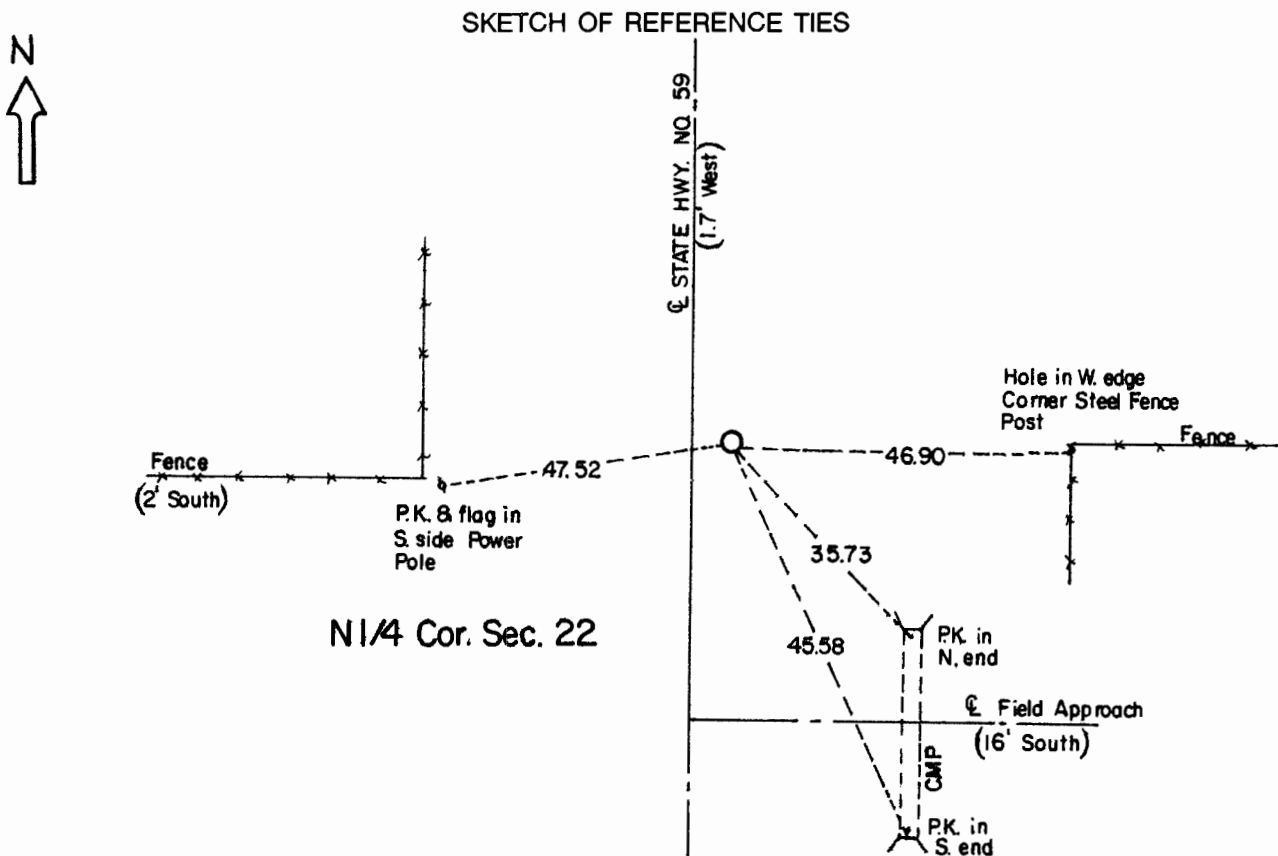 SKETCH OF REFERENCE TIES
N
℄ STATE HWY. NO. 59
(1.7' West)
Hole in W. edge
Corner Steel Fence
Post
Fence
46.90
Fence
(2' South)
47.52
P.K. & flag in
S. side Power
Pole
35.73
N 1/4 Cor. Sec. 22
45.58
P.K. in
N. end
℄ Field Approach
(16' South)
CMP
P.K. in
S. end